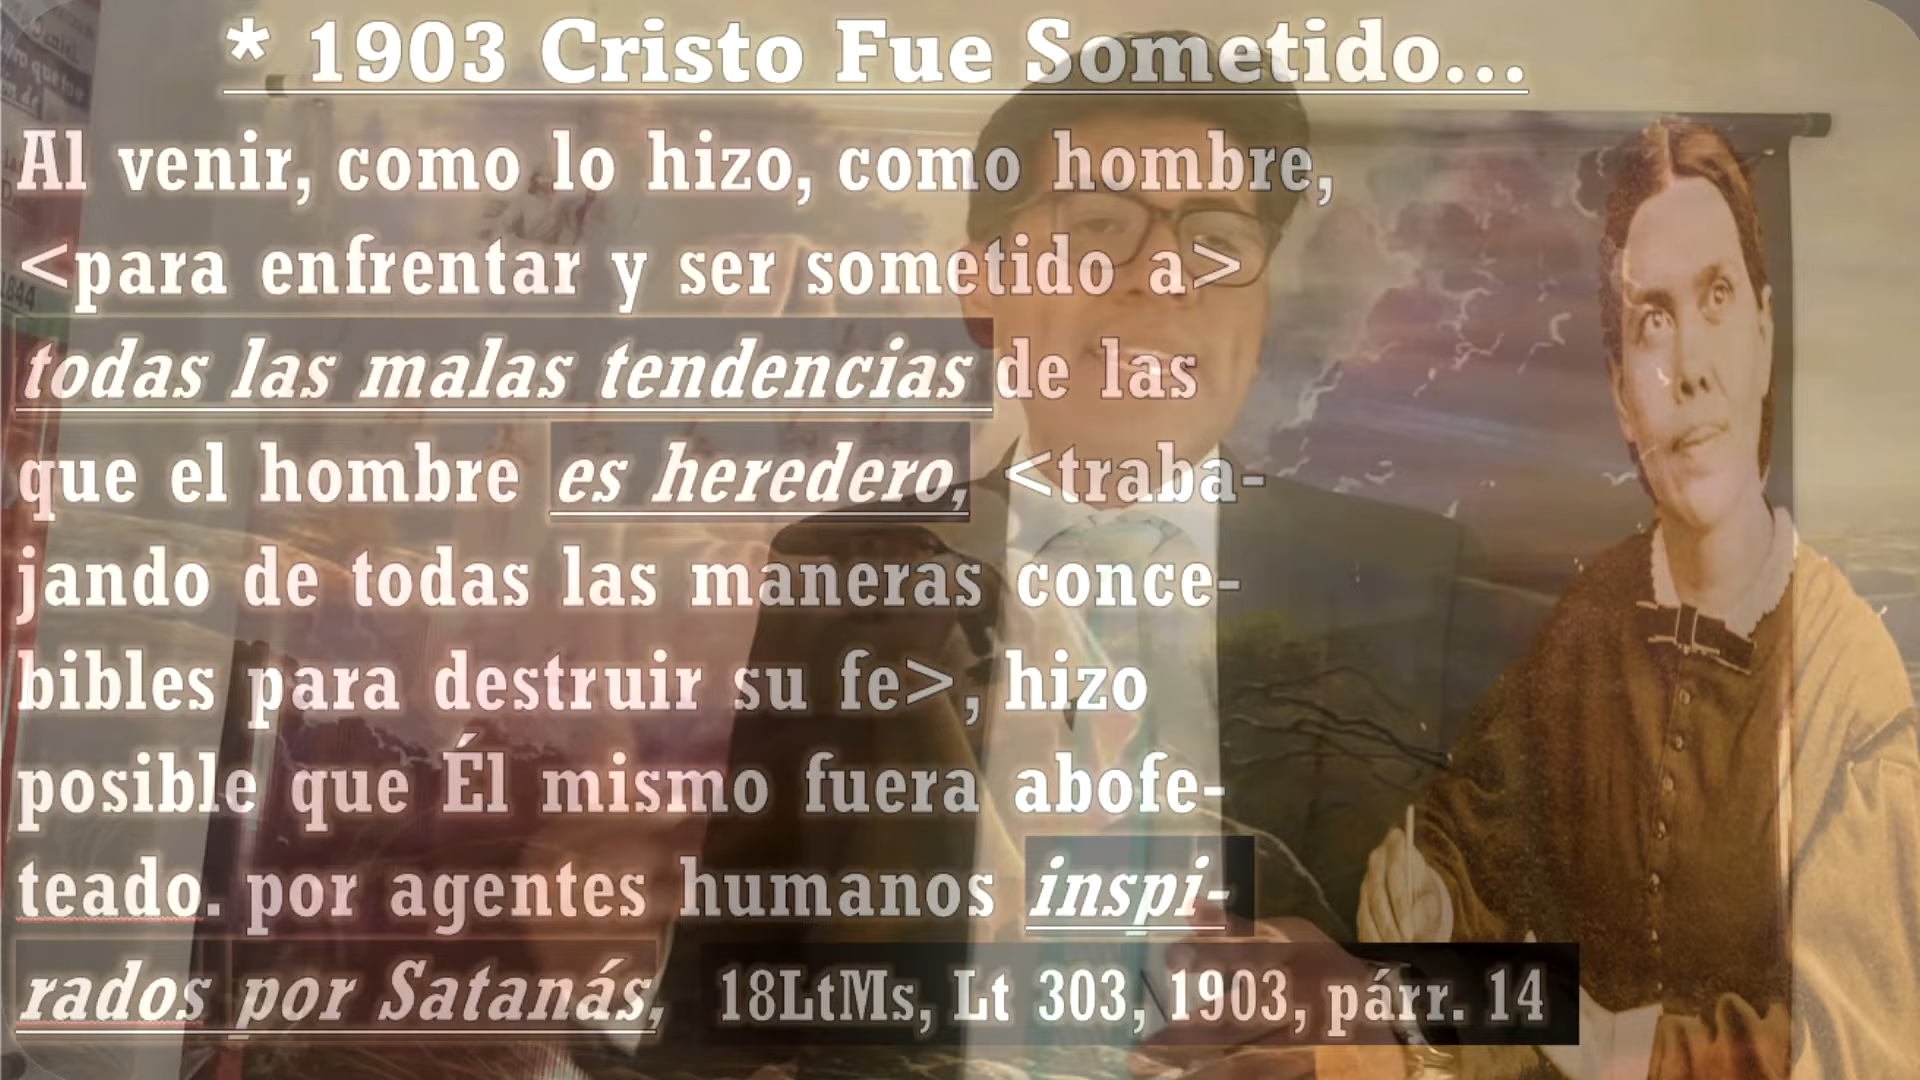 * 1903 Cristo Fue Sometido...
Al venir, como lo hizo, como hombre,
<para enfrentar y ser sometido a>
todas las malas tendencias de las
que el hombre es heredero, <traba-
jando de todas las maneras conce-
bibles para destruir su fe>, hizo
posible que Él mismo fuera abofe-
teado. por agentes humanos inspi-
rados por Satanás, 18LtMs, Lt 303, 1903, párr. 14
1844